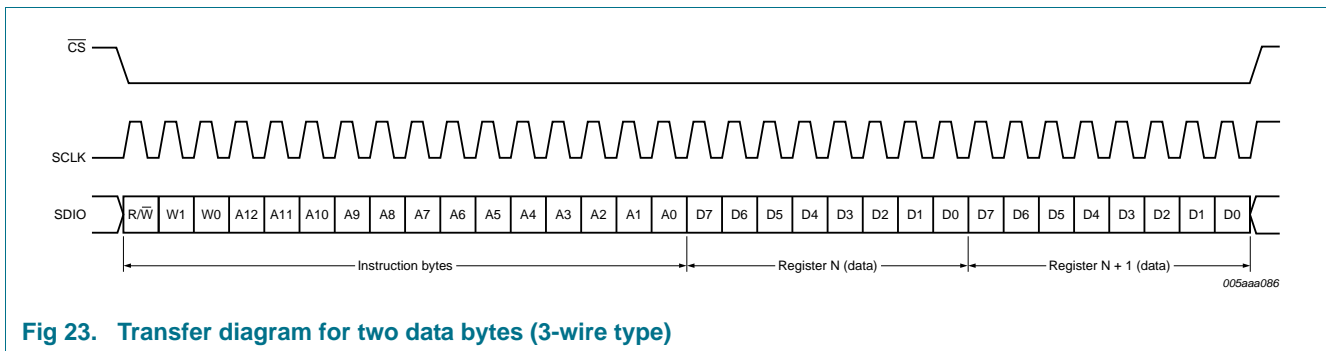 CS
SCLK
SDIO R/W W1 W0 A12 A11 A10 A9 A8 A7 A6 A5 A4 A3 A2 A1 A0 D7 D6 D5 D4 D3 D2 D1 D0 D7 D6 D5 D4 D3 D2 D1 D0
Instruction bytes Register N (data) Register N + 1 (data)
005aaa086
Fig 23. Transfer diagram for two data bytes (3-wire type)